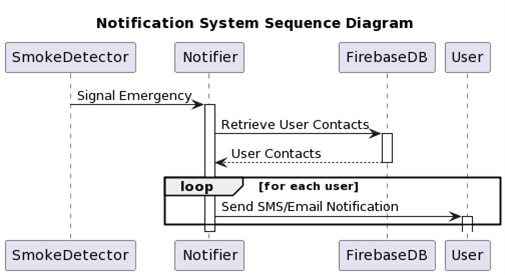 Notification System Sequence Diagram
SmokeDetector Notifier FirebaseDB User
Signal Emergency
Retrieve User Contacts
User Contacts
loop [for each user]
Send SMS/Email Notification
SmokeDetector Notifier FirebaseDB User